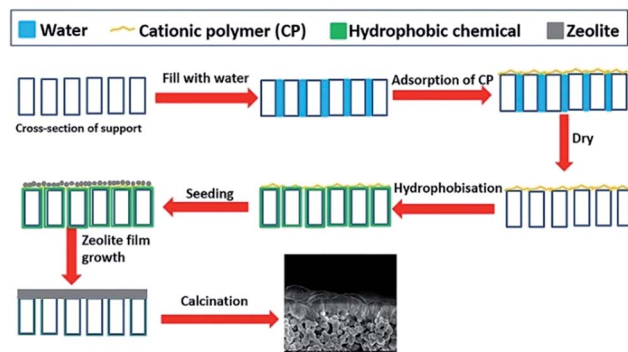 Water
Cationic polymer (CP)
Hydrophobic chemical
Zeolite
Fill with water
Adsorption of CP
Cross-section of support
Dry
Hydrophobisation
Seeding
Zeolite film
growth
Calcination